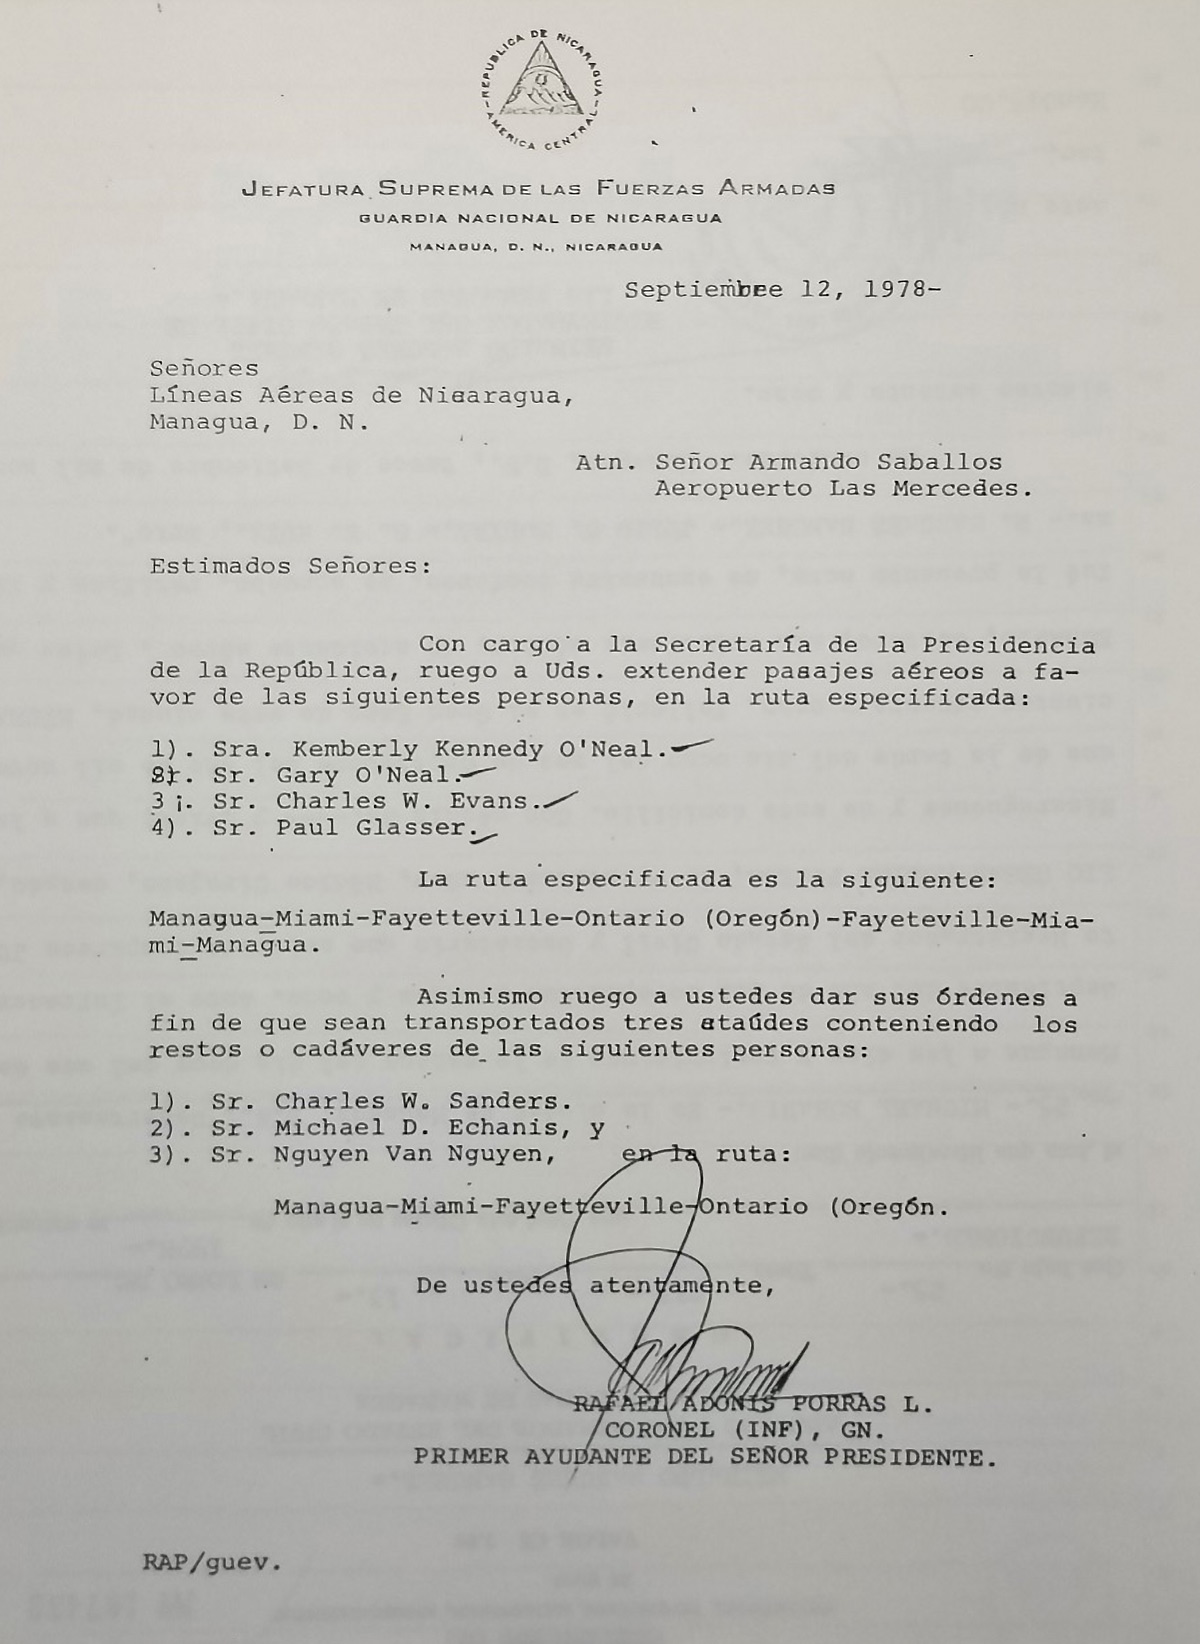 REPUBLICA DE NICARAGUA
AMERICA CENTRAL
JEFATURA SUPREMA DE LAS FUERZAS ARMADAS
GUARDIA NACIONAL DE NICARAGUA
MANAGUA, D. N., NICARAGUA
Septiembre 12, 1978-
Señores
Líneas Aéreas de Nicaragua,
Managua, D. N.
Atn. Señor Armando Saballos
Aeropuerto Las Mercedes.
Estimados Señores:
Con cargo a la Secretaría de la Presidencia
de la República, ruego a Uds. extender pasajes aéreos a fa-
vor de las siguientes personas, en la ruta especificada:
1). Sra. Kemberly Kennedy O'Neal.
Sr. Gary O'Neal.
3 ¡. Sr. Charles W. Evans.
4). Sr. Paul Glasser.
La ruta especificada es la siguiente:
Managua-Miami-Fayetteville-Ontario (Oregón)-Fayeteville-Mia-
mi-Managua.
Asimismo ruego a ustedes dar sus órdenes a
fin de que sean transportados tres ataúdes conteniendo los
restos o cadáveres de las siguientes personas:
1). Sr. Charles W. Sanders.
2). Sr. Michael D. Echanis, y
3). Sr. Nguyen Van Nguyen, en la ruta:
Managua-Miami-Fayetteville-Ontario (Oregón.
De ustedes atentamente,
RAFAEL ADONIS PORRAS L.
CORONEL (INF), GN.
PRIMER AYUDANTE DEL SEÑOR PRESIDENTE.
RAP/guev.